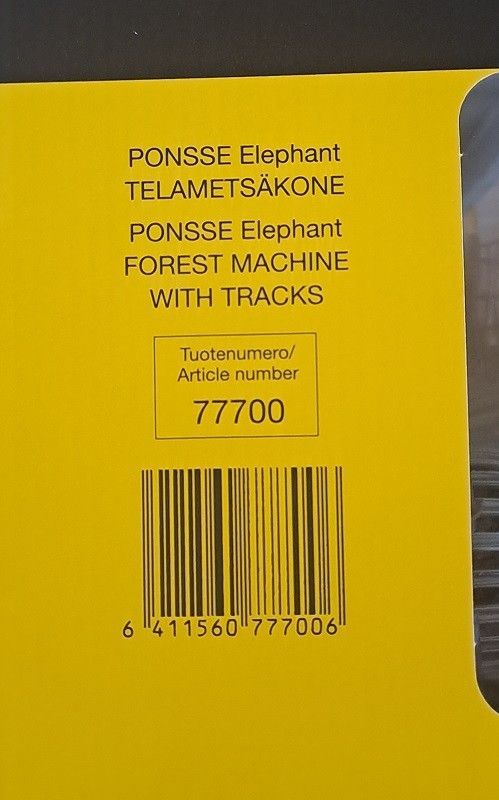 PONSSE Elephant
TELAMETSÄKONE
PONSSE Elephant
FOREST MACHINE
WITH TRACKS
Tuotenumero/
Article number
77700
6 411560 777006